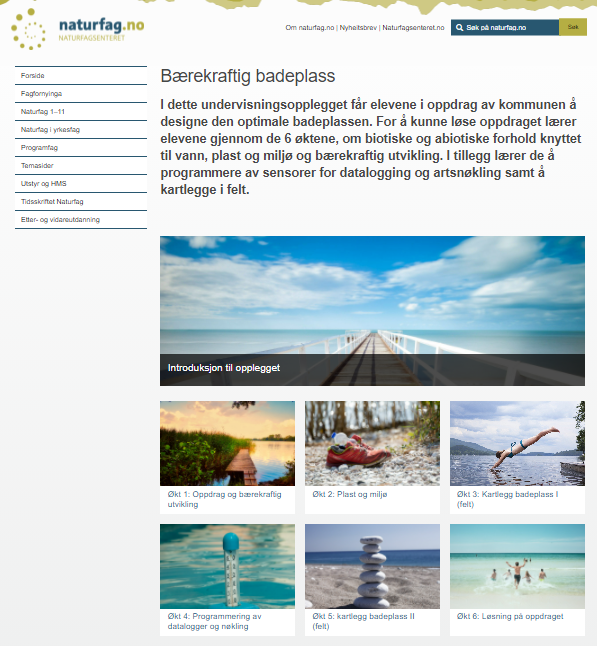 naturfag.no
NATURFAGSENTERET
Om naturfag.no | Nyheitsbrev | Naturfagsenteret.no
Søk på naturfag.no
Søk
Forside
Fagfornyinga
Naturfag 1–11
Naturfag i yrkesfag
Programfag
Temasider
Utstyr og HMS
Tidsskriftet Naturfag
Etter- og vidareutdanning
Bærekraftig badeplass
I dette undervisningsopplegget får elevene i oppdrag av kommunen å
designe den optimale badeplassen. For å kunne løse oppdraget lærer
elevene gjennom de 6 øktene, om biotiske og abiotiske forhold knyttet
til vann, plast og miljø og bærekraftig utvikling. I tillegg lærer de å
programmere av sensorer for datalogging og artsnøkling samt å
kartlegge i felt.
Introduksjon til opplegget
Økt 1: Oppdrag og bærekraftig
utvikling
Økt 2: Plast og miljø
Økt 3: Kartlegg badeplass I
(felt)
Økt 4: Programmering av
datalogger og nøkling
Økt 5: kartlegg badeplass II
(felt)
Økt 6: Løsning på oppdraget